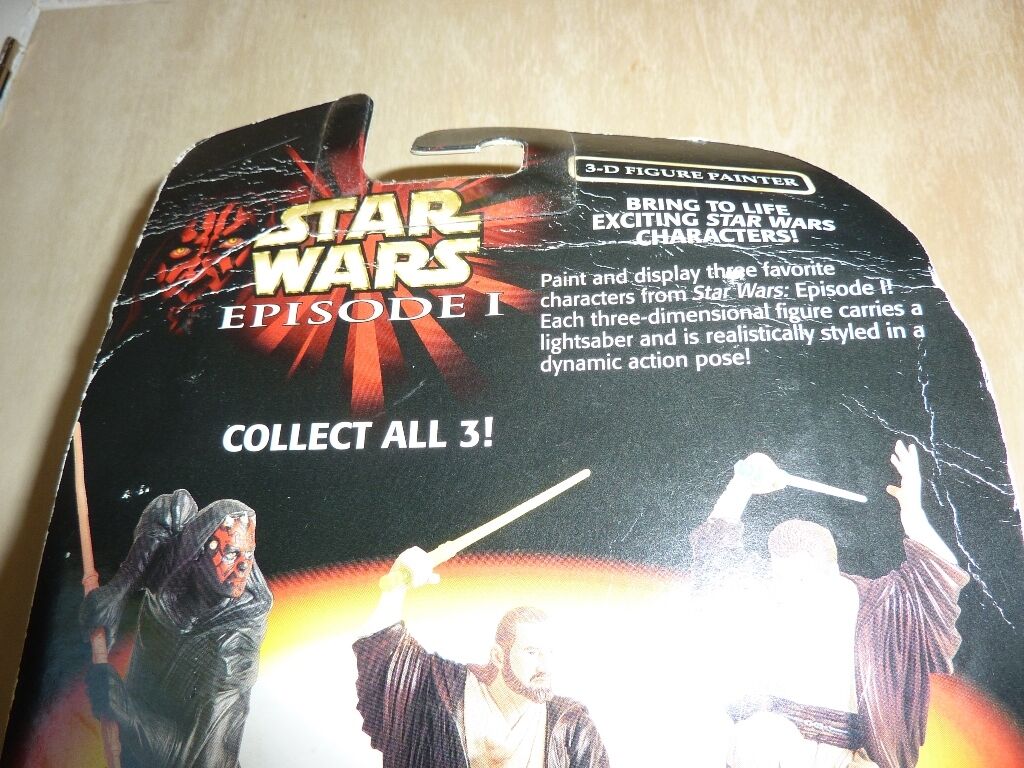 STAR
WARS
EPISODE I
3-D FIGURE PAINTER
BRING TO LIFE
EXCITING STAR WARS
CHARACTERS!
Paint and display three favorite
characters from Star Wars: Episode I!
Each three-dimensional figure carries a
lightsaber and is realistically styled in a
dynamic action pose!
COLLECT ALL 3!